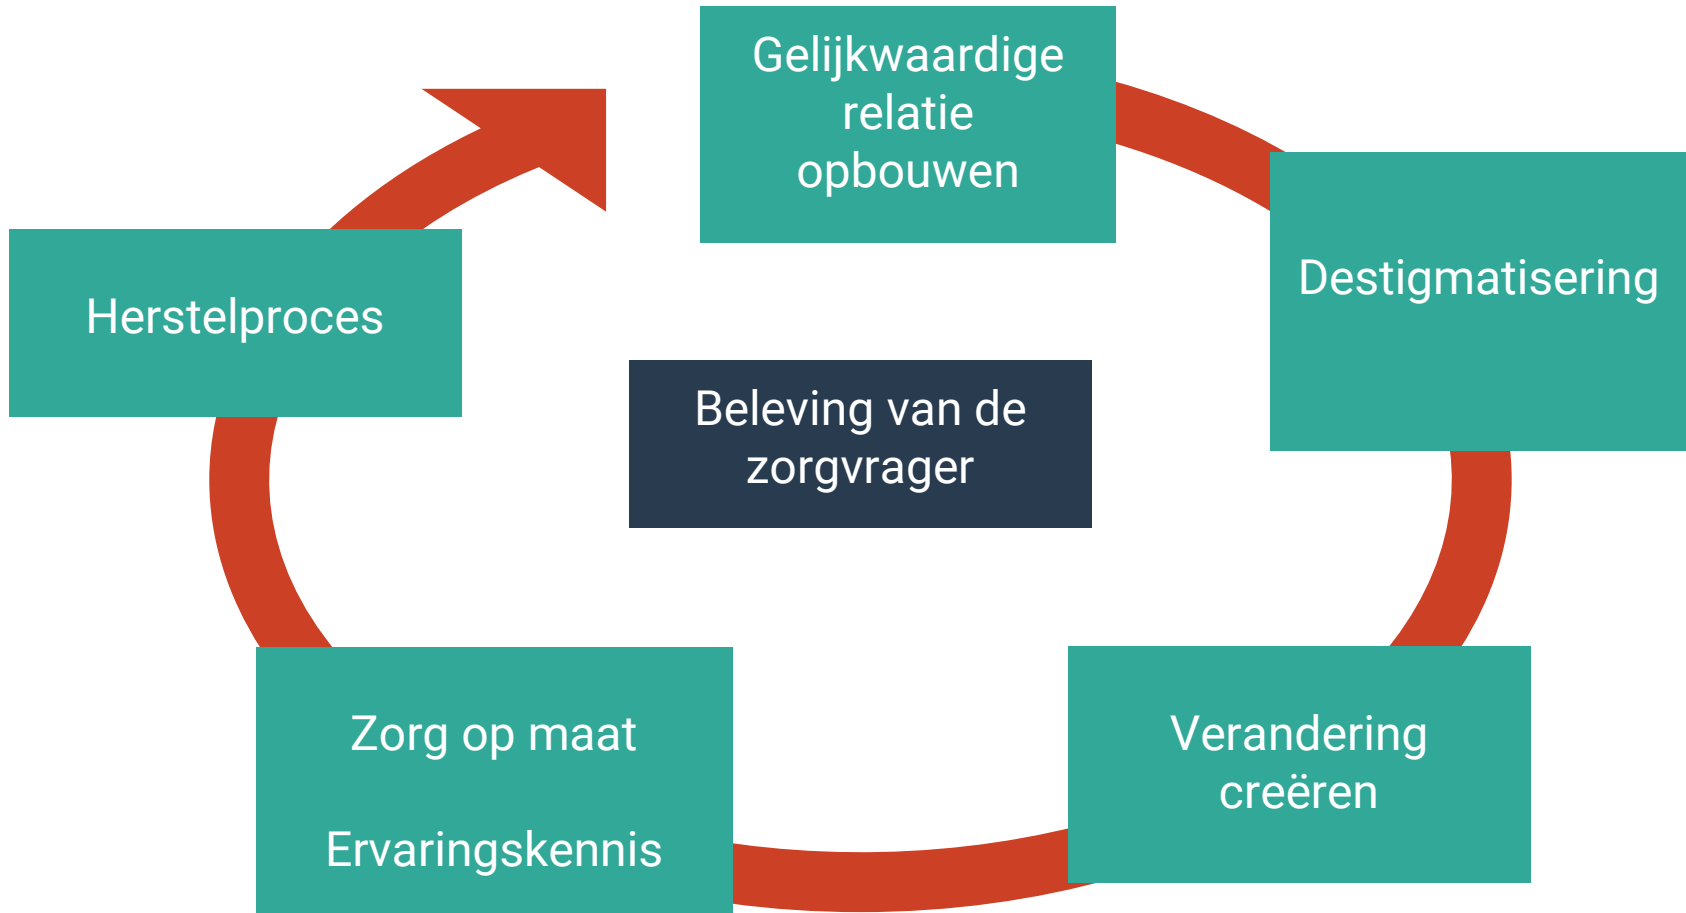 Gelijkwaardige
relatie
opbouwen
Destigmatisering
Herstelproces
Beleving van de
zorgvrager
Zorg op maat
Ervaringskennis
Verandering
creëren